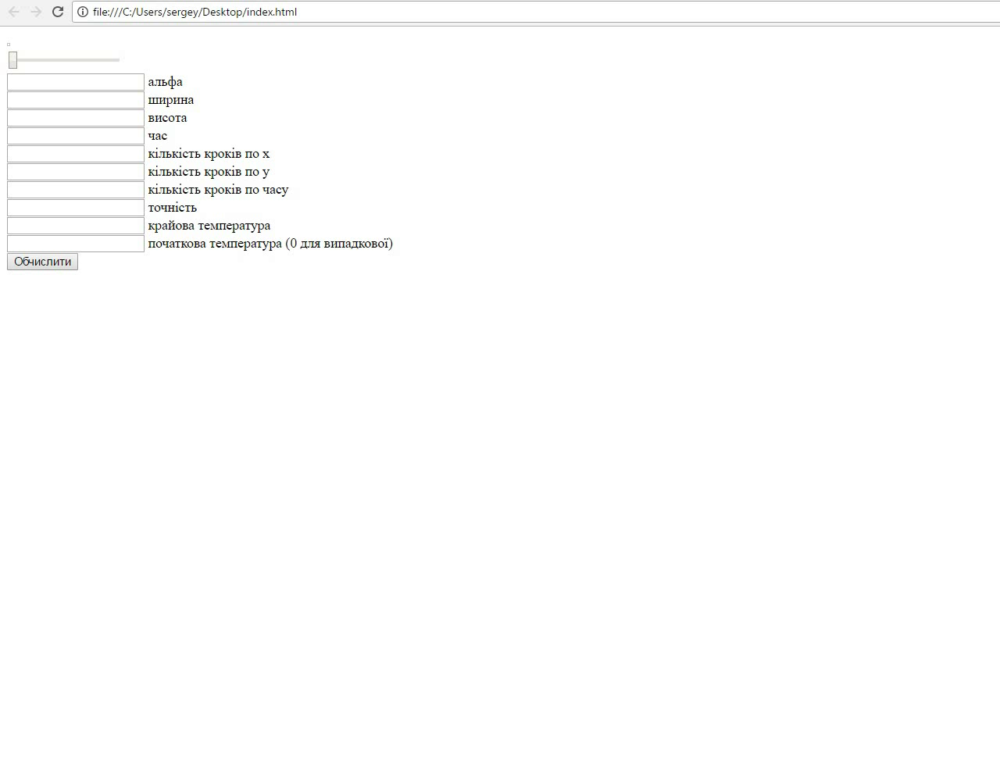 file:///C:/Users/sergey/Desktop/index.html
альфа
ширина
висота
час
кількість кроків по x
кількість кроків по y
кількість кроків по часу
точність
крайова температура
початкова температура (0 для випадкової)
Обчислити